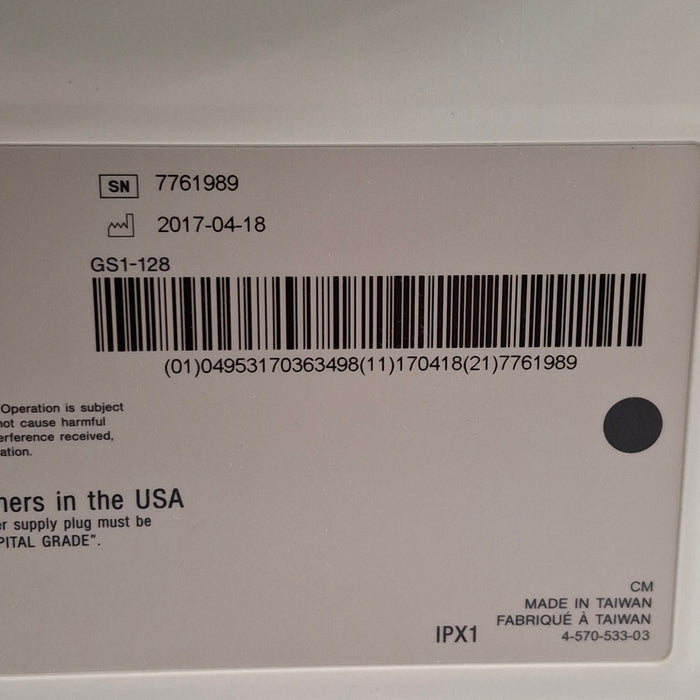 SN 7761989
2017-04-18
GS1-128
(01)04953170363498(11)170418(21)7761989
Operation is subject
not cause harmful
erference received,
ation.
ners in the USA
er supply plug must be
PITAL GRADE".
CM
MADE IN TAIWAN
FABRIQUÉ À TAIWAN
IPX1 4-570-533-03